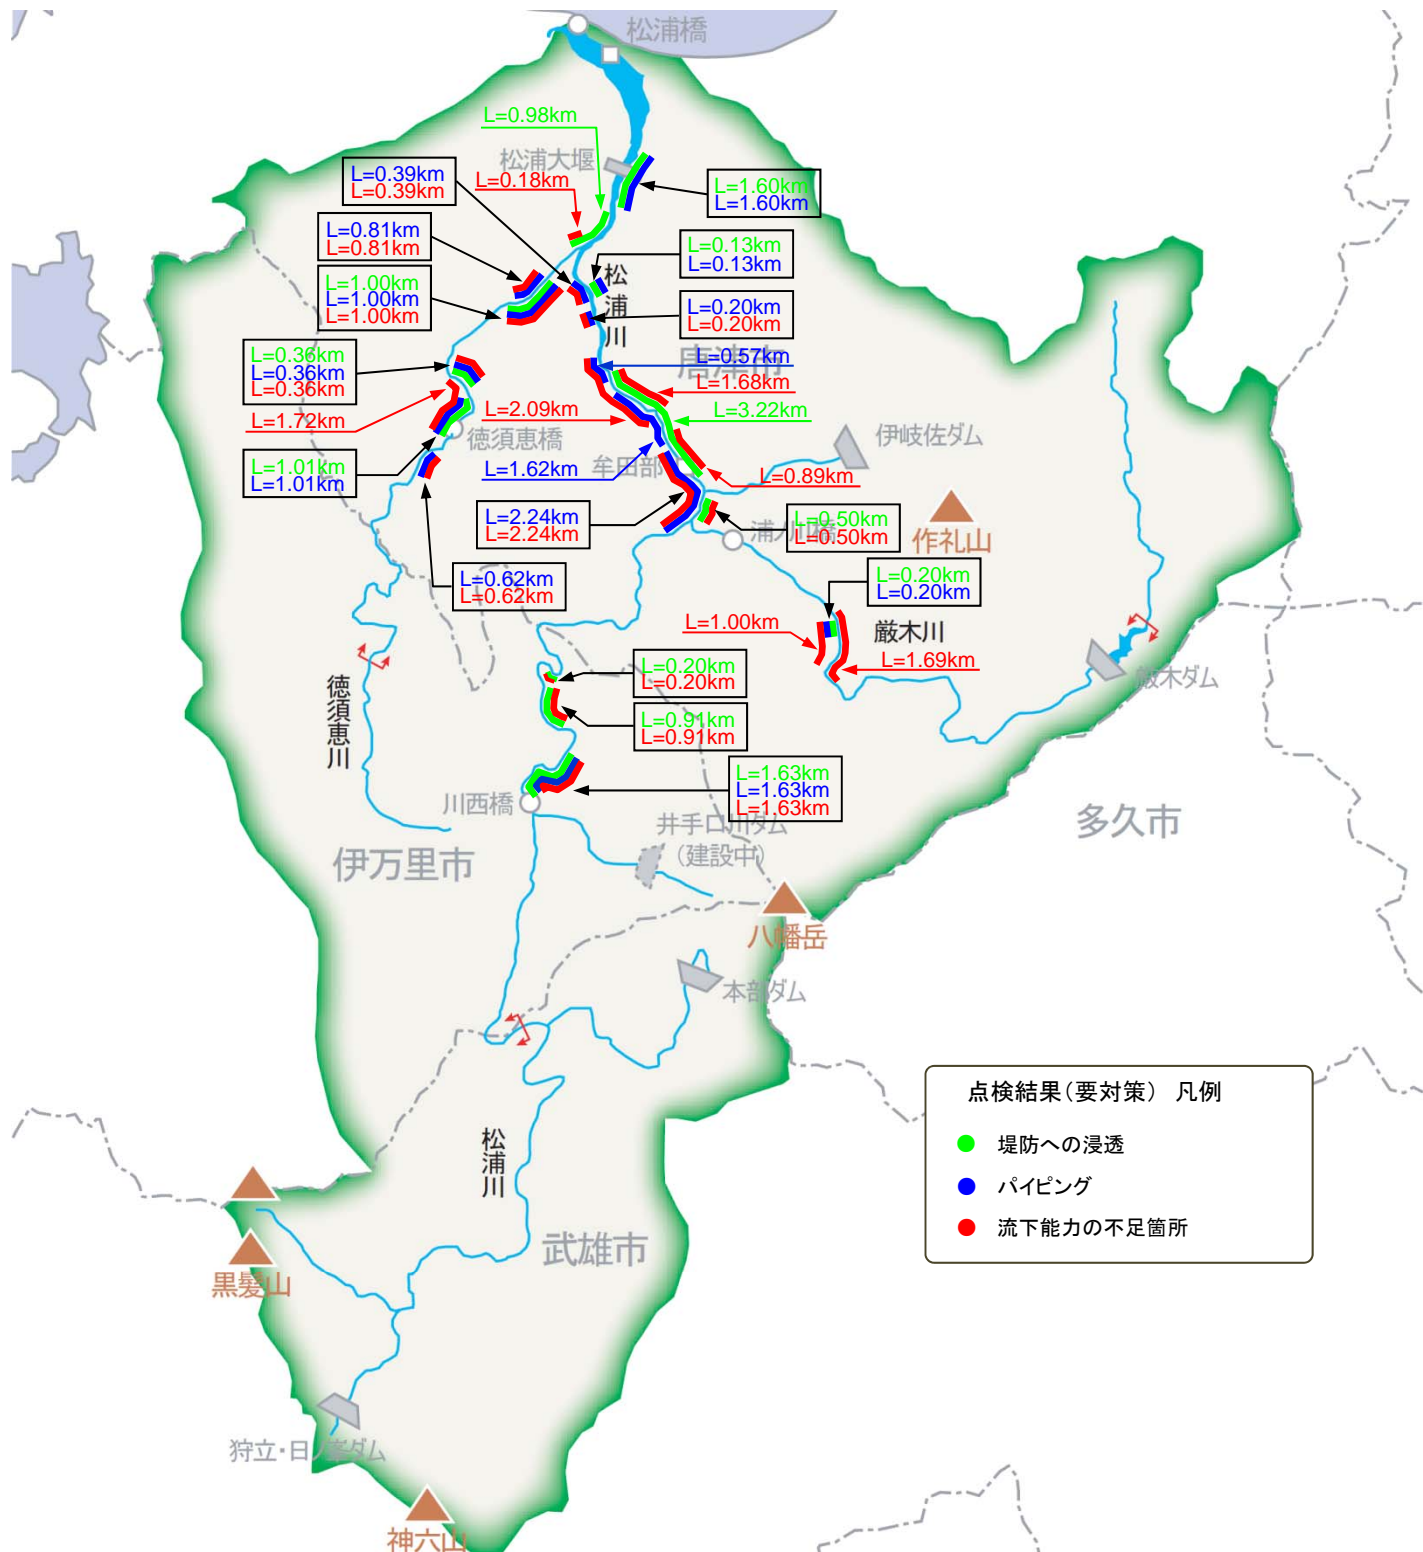 松浦橋
L=0.98km
松浦大堰
L=0.39km
L=0.39km
L=0.18km
L=1.60km
L=1.60km
L=0.81km
L=0.81km
L=0.13km
L=0.13km
L=1.00km
L=1.00km
L=1.00km
松浦川
L=0.20km
L=0.20km
唐津市
L=0.36km
L=0.36km
L=0.36km
L=0.57km
L=1.68km
L=1.72km
L=2.09km
L=3.22km
徳須恵橋
伊岐佐ダム
L=1.01km
L=1.01km
L=1.62km
牟田部
L=0.89km
L=2.24km
L=2.24km
L=0.50km
L=0.50km
浦ノ川橋
作礼山
L=0.62km
L=0.62km
L=0.20km
L=0.20km
L=1.00km
厳木川
L=1.69km
L=0.20km
L=0.20km
厳木ダム
徳須恵川
L=0.91km
L=0.91km
L=1.63km
L=1.63km
L=1.63km
川西橋
井手口川ダム
(建設中)
多久市
伊万里市
八幡岳
本部ダム
点検結果(要対策) 凡例
堤防への浸透
パイピング
流下能力の不足箇所
松浦川
武雄市
黒髪山
狩立・日ノ峯ダム
神六山